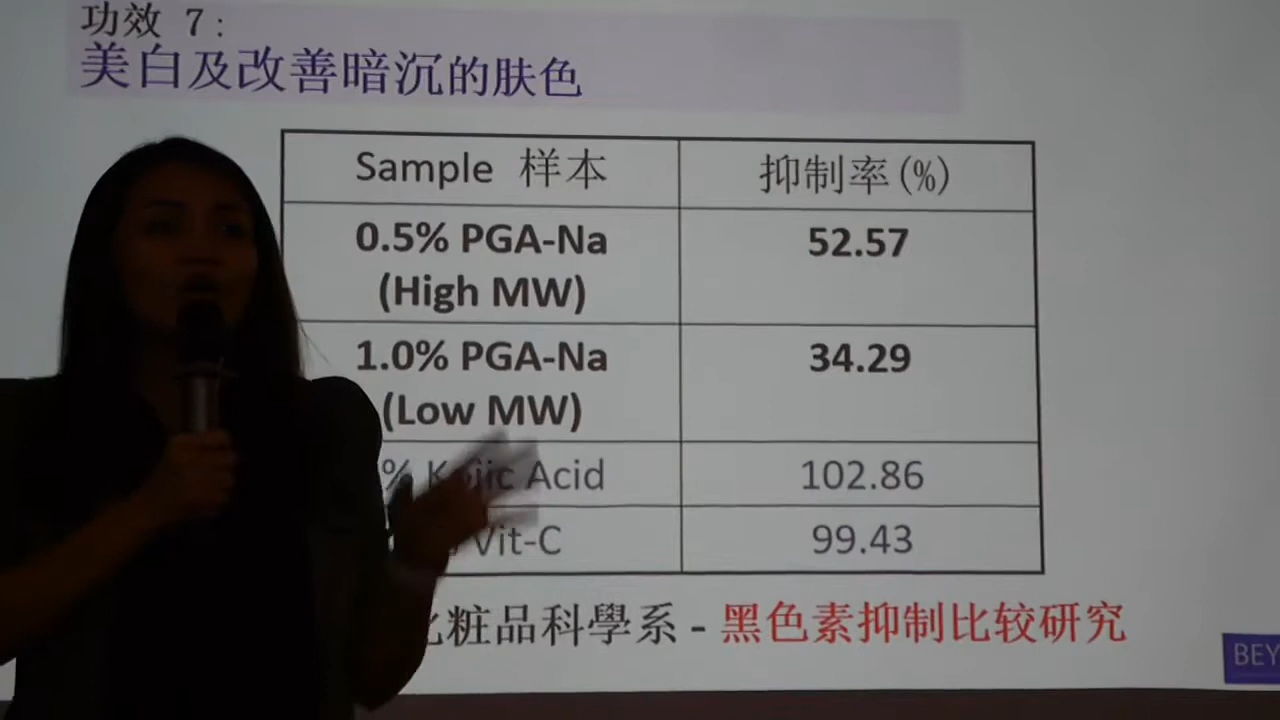 功效 7:
美白及改善暗沉的肤色
Sample 样本 抑制率(%)
0.5% PGA-Na 52.57
(High MW)
1.0% PGA-Na 34.29
(Low MW)
% Kojic Acid 102.86
Vit-C 99.43
粧品科學系 - 黑色素抑制比较研究
BEY